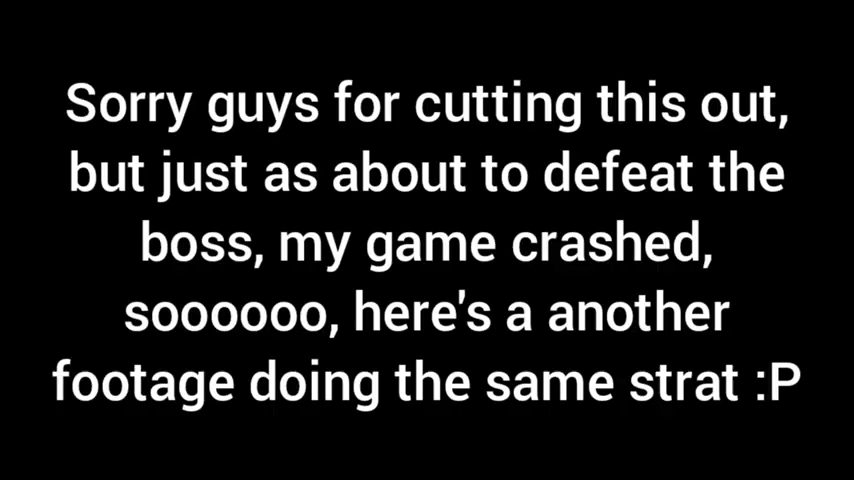 Sorry guys for cutting this out,
but just as about to defeat the
boss, my game crashed,
soooooo, here's a another
footage doing the same strat :P